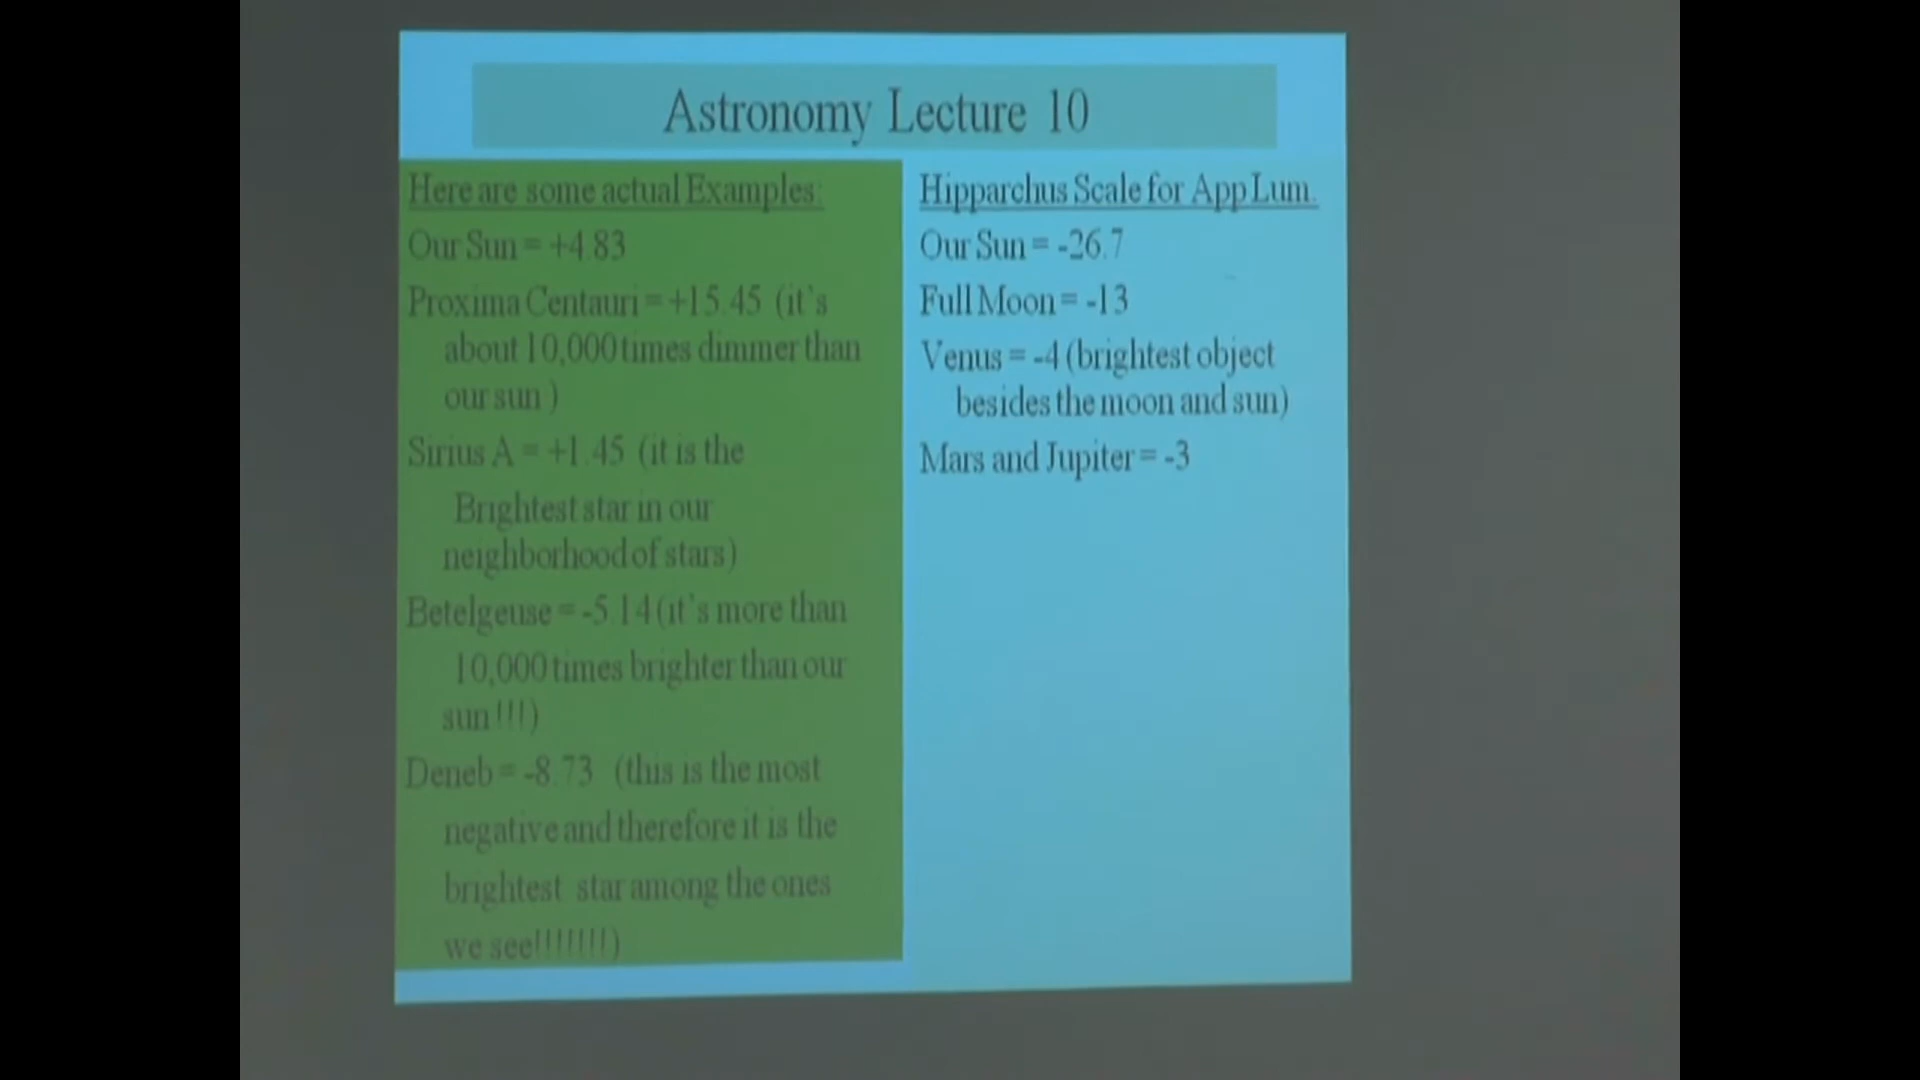 Astronomy Lecture 10
Here are some actual Examples:
Our Sun = +4.83
Proxima Centauri = +15.45 (it's
about 10,000 times dimmer than
our sun )
Sirius A = +1.45 (it is the
Brightest star in our
neighborhood of stars)
Betelgeuse = -5.14 (it's more than
10,000 times brighter than our
sun !!!)
Deneb = -8.73 (this is the most
negative and therefore it is the
brightest star among the ones
we see!!!!!!!!)
Hipparchus Scale for App Lum.
Our Sun = -26.7
Full Moon = -13
Venus = -4 (brightest object
besides the moon and sun)
Mars and Jupiter = -3